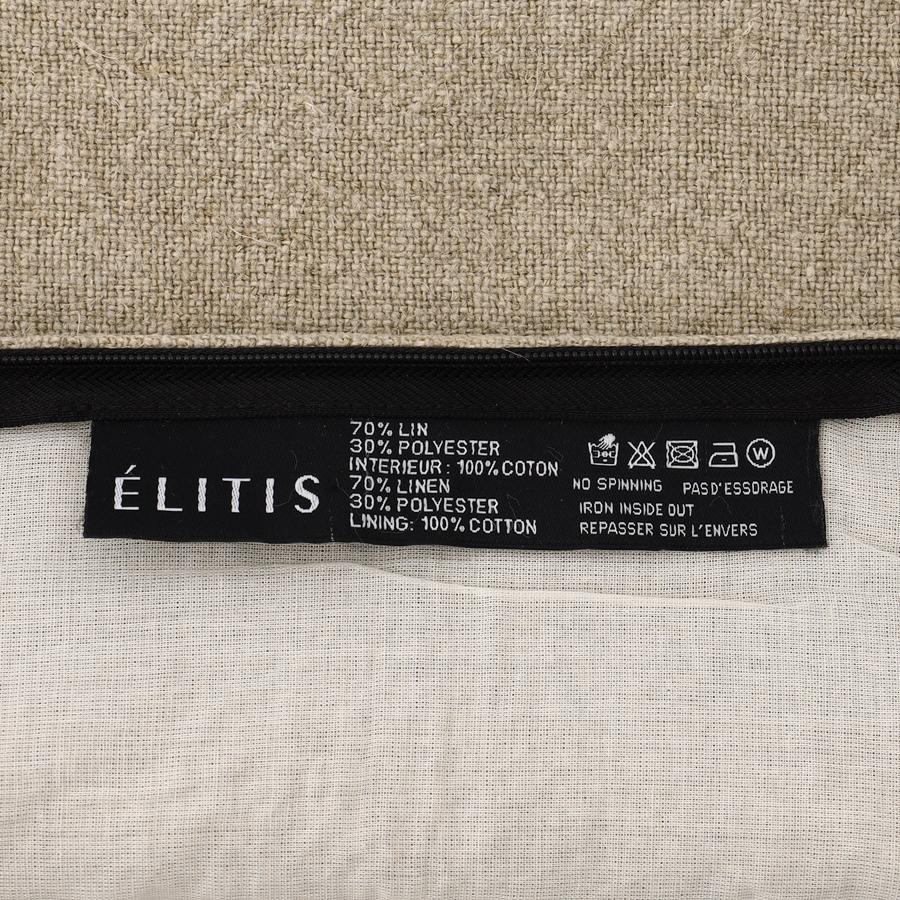 ÉLITIS
70% LIN
30% POLYESTER
INTERIEUR : 100% COTON
70% LINEN
30% POLYESTER
LINING: 100% COTTON
W
NO SPINNING PAS D'ESSORAGE
IRON INSIDE OUT
REPASSER SUR L'ENVERS